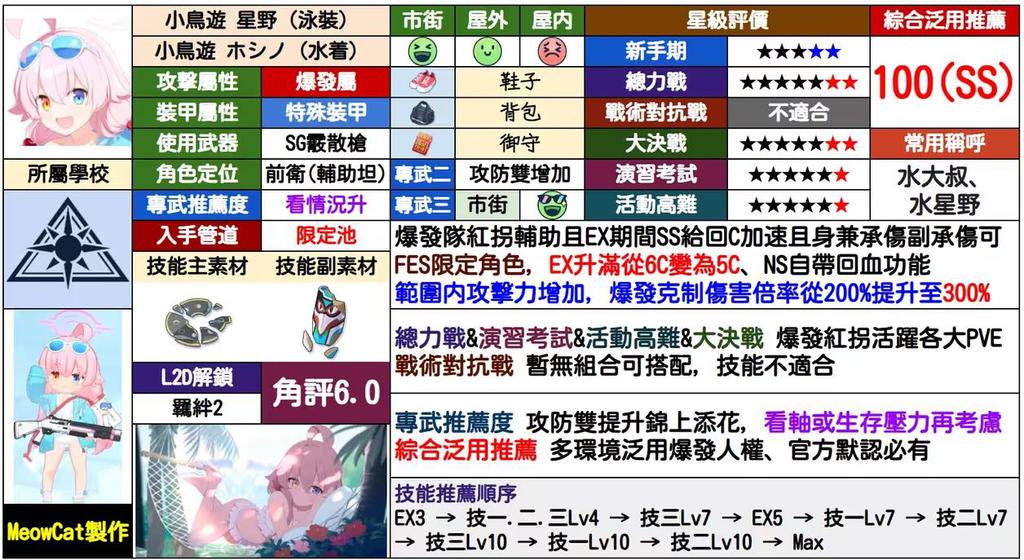 小鳥遊 星野 (泳裝)
小鳥遊 ホシノ (水着)
攻擊屬性 爆發屬
裝甲屬性 特殊裝甲
使用武器 SG霰散槍
所屬學校
角色定位 前衛(輔助坦)
專武推薦度 看情況升
入手管道 限定池
技能主素材 技能副素材
L2D解鎖
羈絆2
角評6.0
MeowCat製作
市街 屋外 屋内
鞋子
背包
御守
專武二 攻防雙增加
專武三 市街
星級評價
新手期 ★★★★★
總力戰 ★★★★★★★
戰術對抗戰 不適合
大決戰 ★★★★★★★
演習考試 ★★★★★★
活動高難 ★★★★★★
綜合泛用推薦
100(SS)
常用稱呼
水大叔、
水星野
爆發隊紅拐輔助且EX期間SS給回C加速且身兼承傷副承傷可
FES限定角色, EX升滿從6C變為5C、NS自帶回血功能
範圍内攻擊力增加, 爆發克制傷害倍率從200%提升至300%
總力戰&演習考試&活動高難&大決戰 爆發紅拐活躍各大PVE
戰術對抗戰 暫無組合可搭配, 技能不適合
專武推薦度 攻防雙提升錦上添花, 看軸或生存壓力再考慮
綜合泛用推薦 多環境泛用爆發人權、官方默認必有
技能推薦順序
EX3 → 技一.二.三Lv4 → 技三Lv7 → EX5 → 技一Lv7 → 技二Lv7
→ 技三Lv10 → 技一Lv10 → 技二Lv10 → Max